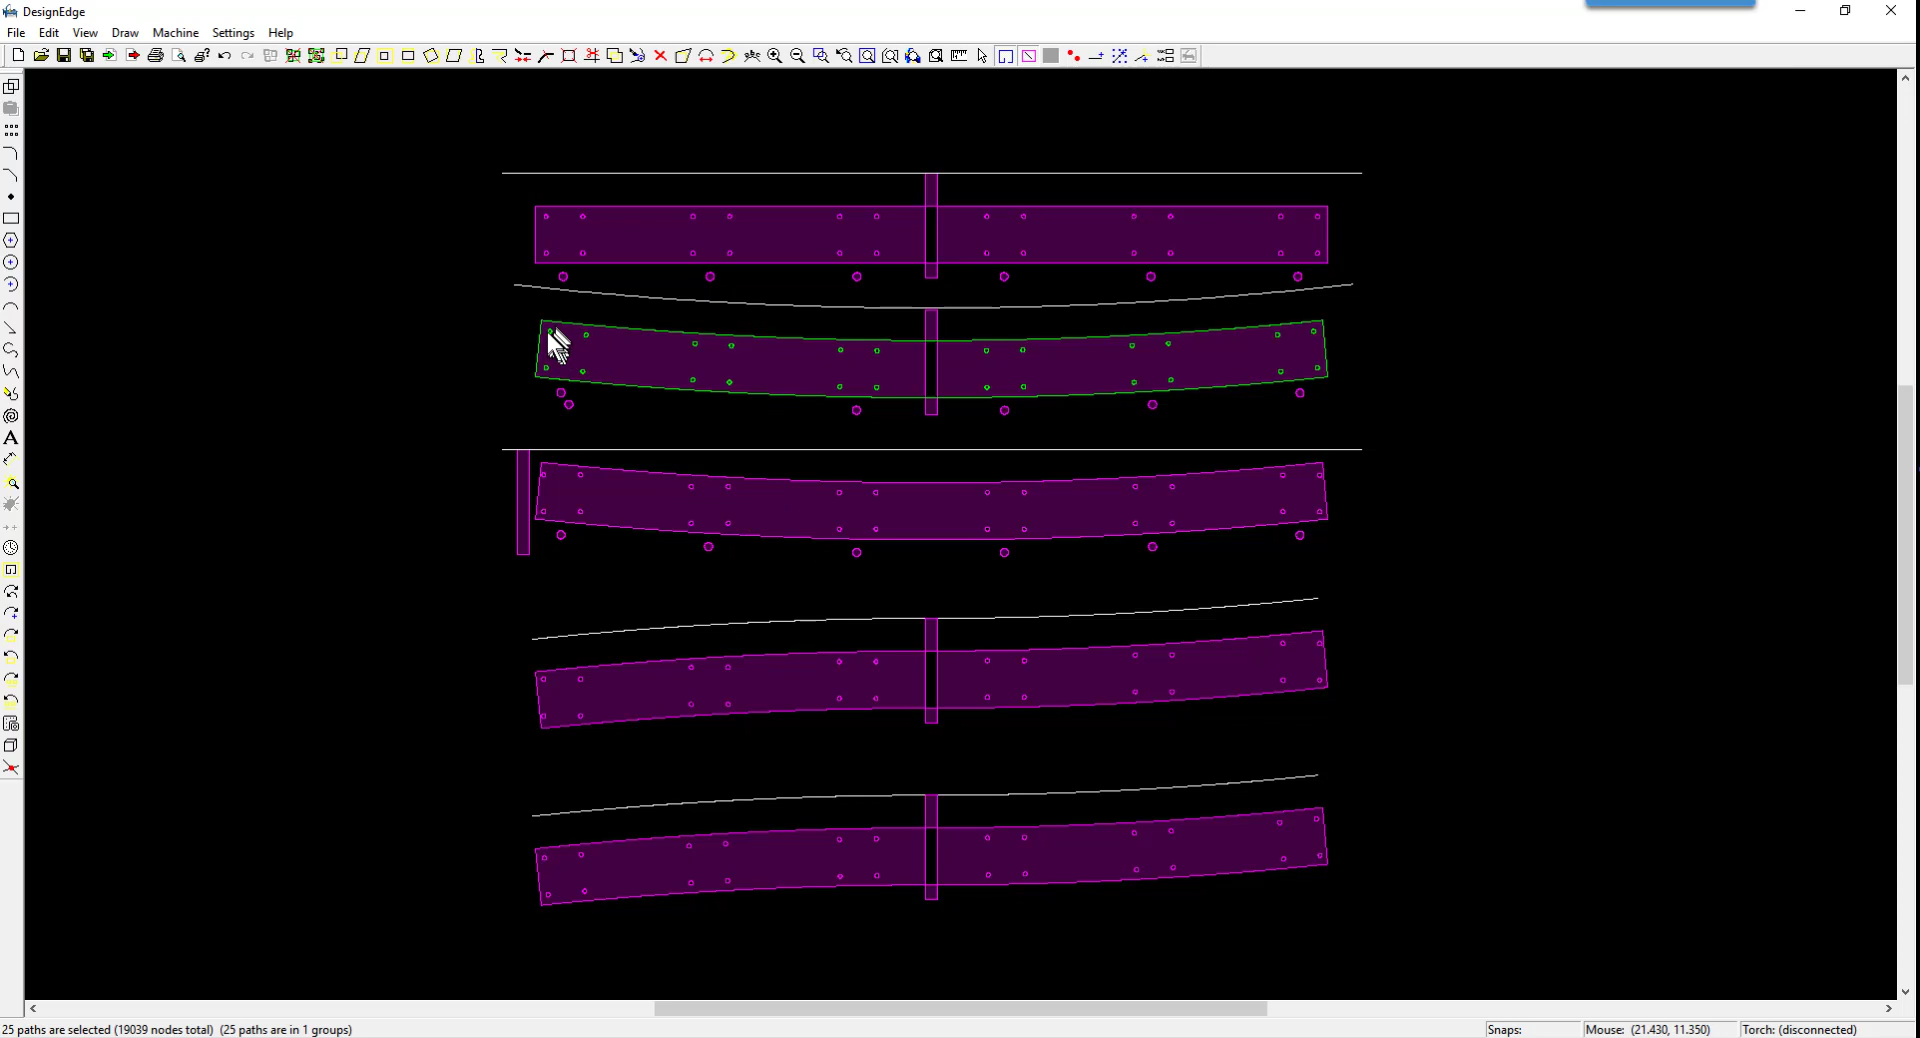 DesignEdge
File Edit View Draw Machine Settings Help
abc
A
25 paths are selected (19039 nodes total) (25 paths are in 1 groups)
Snaps:
Mouse: (21.430, 11.350)
Torch: (disconnected)